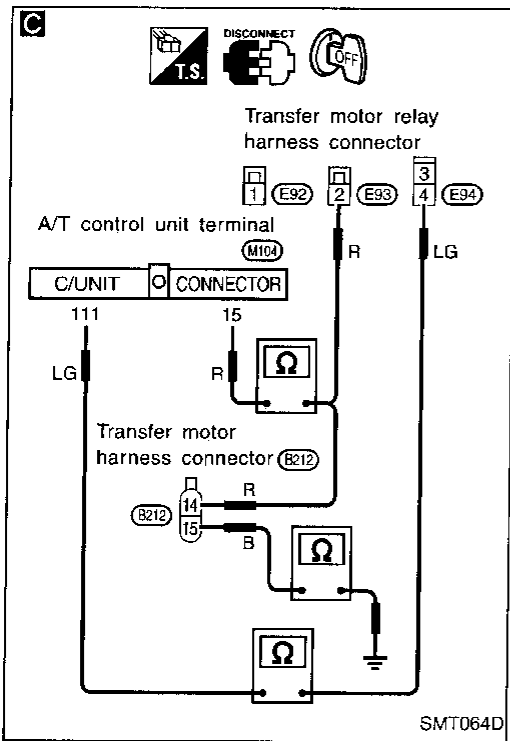 C
T.S.
DISCONNECT
OFF
Transfer motor relay
harness connector
1 E92 2 E93 3
4 E94
A/T control unit terminal
M104
R LG
C/UNIT O CONNECTOR
111 15
LG R Ω
Transfer motor
harness connector B212
R
B212 14
15
B Ω
Ω
SMT064D